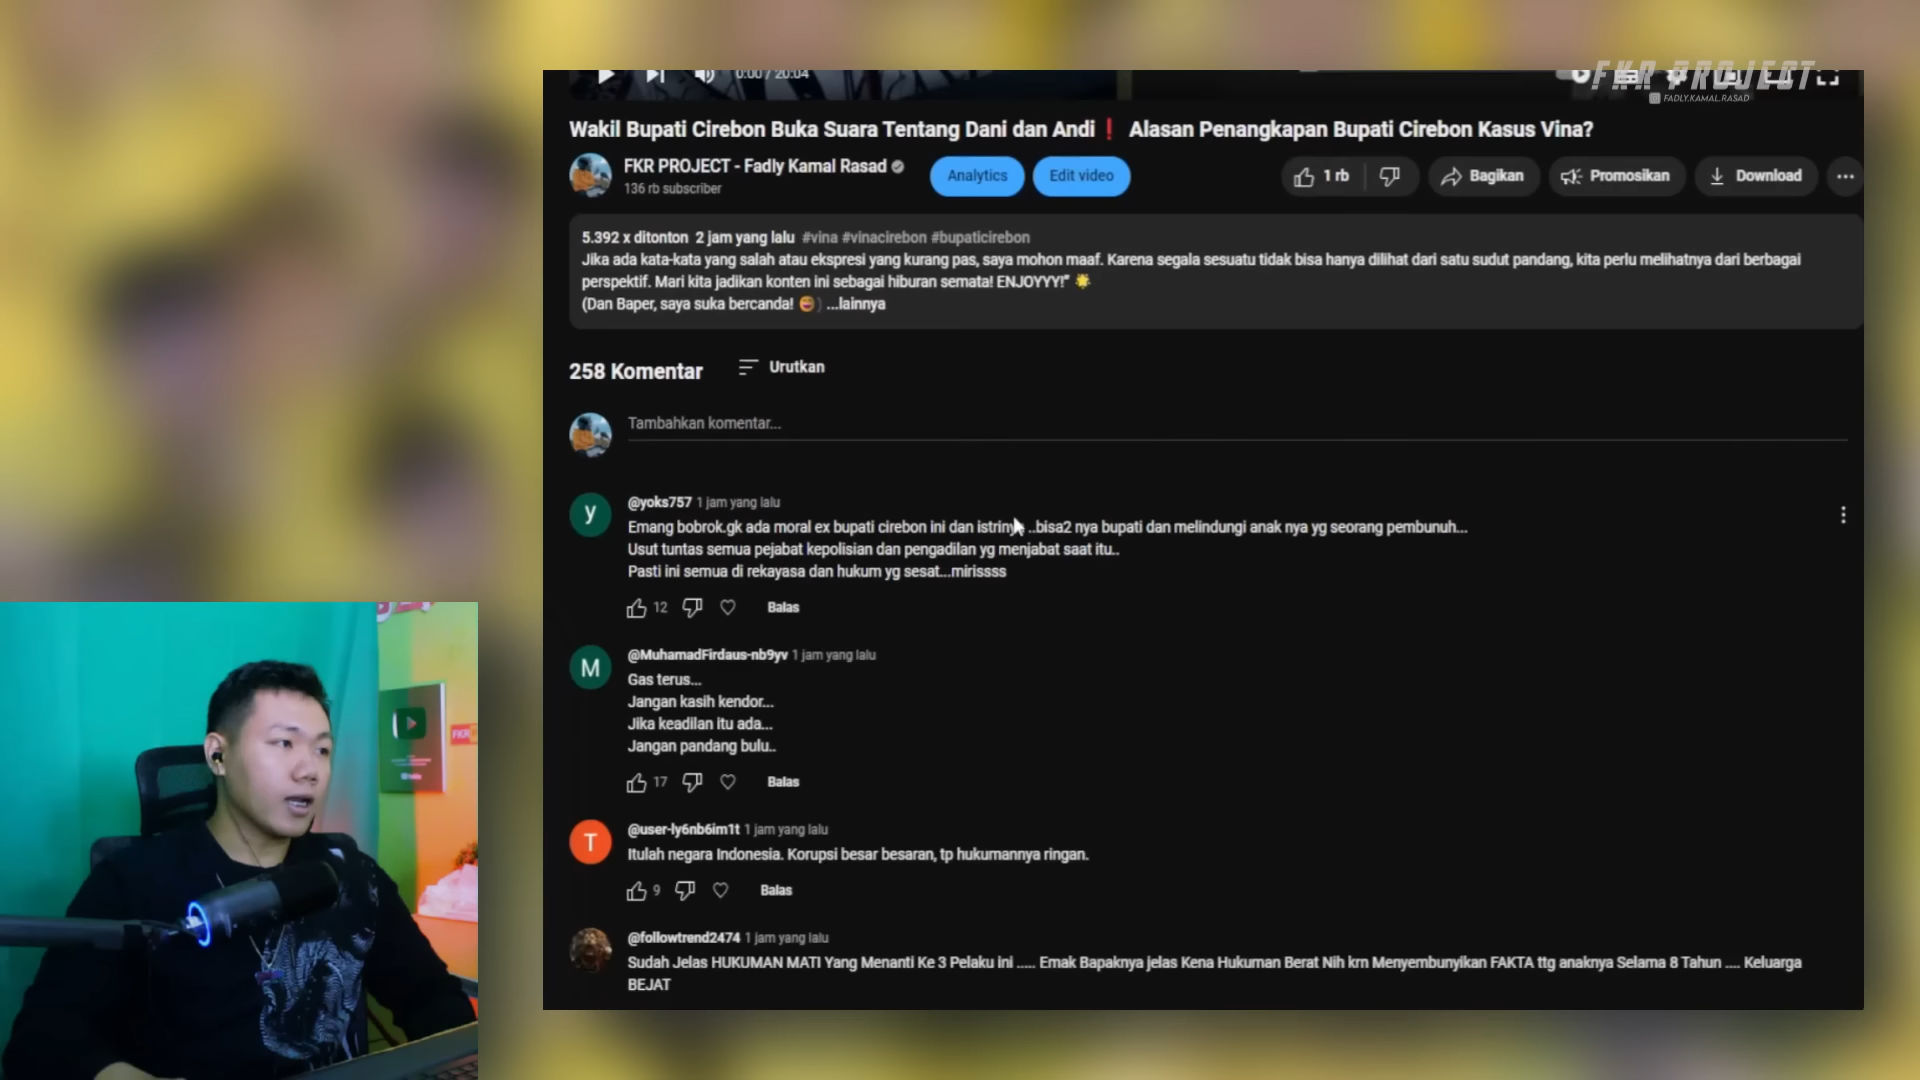 0:00 / 20:04
FKR PROJECT
FADLY.KAMAL.RASAD
Wakil Bupati Cirebon Buka Suara Tentang Dani dan Andi❗ Alasan Penangkapan Bupati Cirebon Kasus Vina?
FKR PROJECT - Fadly Kamal Rasad
136 rb subscriber
Analytics
Edit video
1 rb
Bagikan
Promosikan
Download
5.392 x ditonton 2 jam yang lalu #vina #vinacirebon #bupaticirebon
Jika ada kata-kata yang salah atau ekspresi yang kurang pas, saya mohon maaf. Karena segala sesuatu tidak bisa hanya dilihat dari satu sudut pandang, kita perlu melihatnya dari berbagai
perspektif. Mari kita jadikan konten ini sebagai hiburan semata! ENJOYYY!" 🌟
(Dan Baper, saya suka bercanda! 😄) ...lainnya
258 Komentar
Urutkan
Tambahkan komentar...
y
@yoks757 1 jam yang lalu
Emang bobrok.gk ada moral ex bupati cirebon ini dan istriny ..bisa2 nya bupati dan melindungi anak nya yg seorang pembunuh...
Usut tuntas semua pejabat kepolisian dan pengadilan yg menjabat saat itu..
Pasti ini semua di rekayasa dan hukum yg sesat...mirissss
12
Balas
M
@MuhamadFirdaus-nb9yv 1 jam yang lalu
Gas terus...
Jangan kasih kendor...
Jika keadilan itu ada...
Jangan pandang bulu..
17
Balas
T
@user-ly6nb6im1t 1 jam yang lalu
Itulah negara Indonesia. Korupsi besar besaran, tp hukumannya ringan.
9
Balas
@followtrend2474 1 jam yang lalu
Sudah Jelas HUKUMAN MATI Yang Menanti Ke 3 Pelaku ini ..... Emak Bapaknya jelas Kena Hukuman Berat Nih krn Menyembunyikan FAKTA ttg anaknya Selama 8 Tahun .... Keluarga
BEJAT
FKR